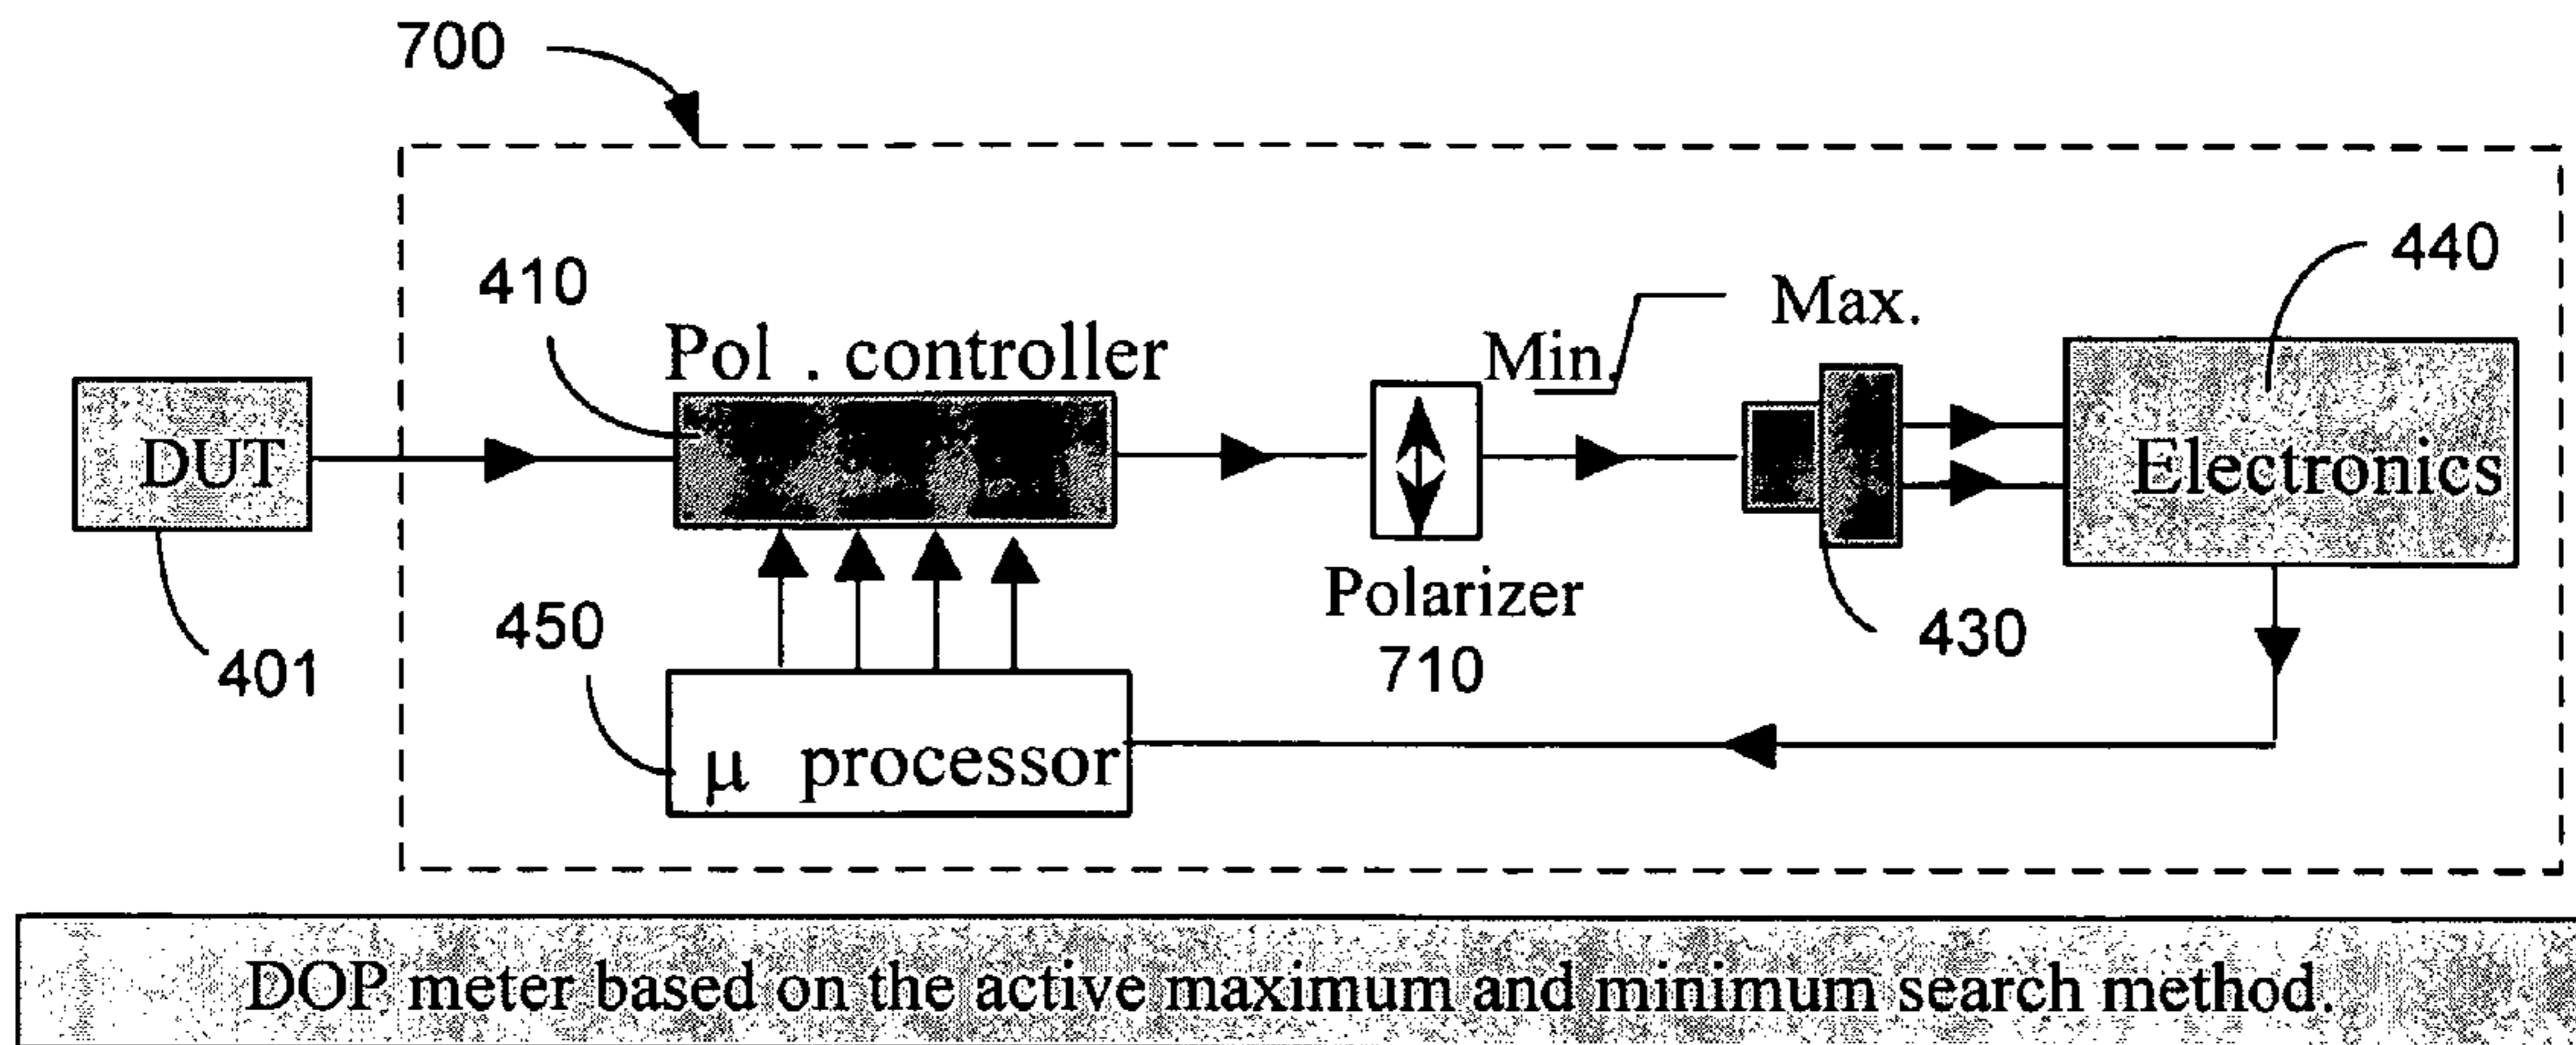 700
410
Pol . controller
Min.
Max.
440
DUT
Electronics
401
450
Polarizer
710
430
μ processor
DOP meter based on the active maximum and minimum search method.